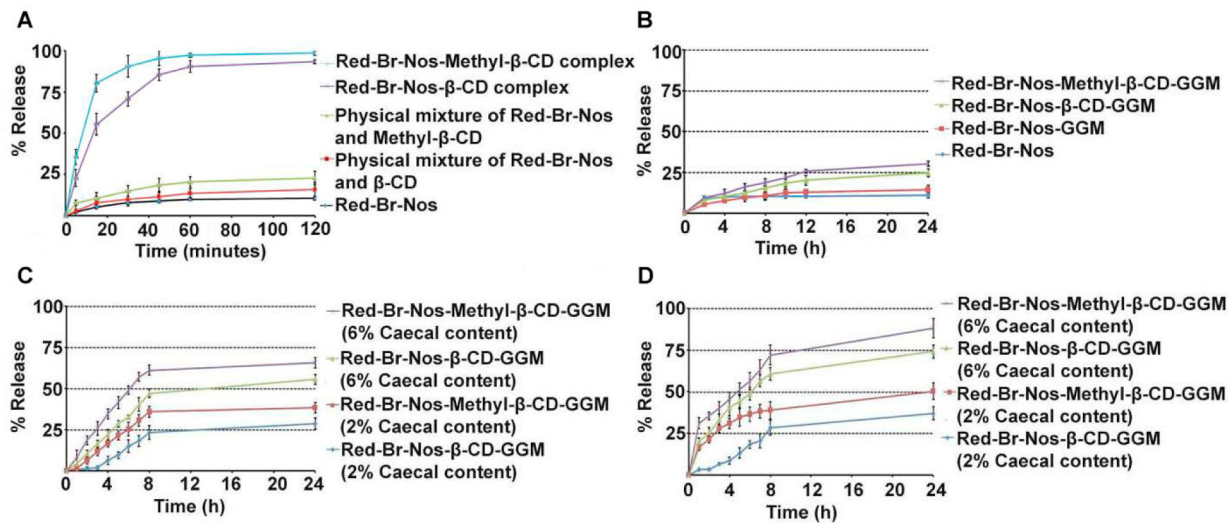 A
% Release
100
75
50
25
0
20
40
60
80
100
120
Time (minutes)
Red-Br-Nos-Methyl-β-CD complex
Red-Br-Nos-β-CD complex
Physical mixture of Red-Br-Nos
and Methyl-β-CD
Physical mixture of Red-Br-Nos
and β-CD
Red-Br-Nos
B
% Release
100
75
50
25
0
4
8
12
16
20
24
Time (h)
Red-Br-Nos-Methyl-β-CD-GGM
Red-Br-Nos-β-CD-GGM
Red-Br-Nos-GGM
Red-Br-Nos
C
% Release
100
75
50
25
0
0
4
8
12
16
20
24
Time (h)
Red-Br-Nos-Methyl-β-CD-GGM
(6% Caecal content)
Red-Br-Nos-β-CD-GGM
(6% Caecal content)
Red-Br-Nos-Methyl-β-CD-GGM
(2% Caecal content)
Red-Br-Nos-β-CD-GGM
(2% Caecal content)
D
% Release
100
75
50
25
0
4
8
12
16
20
24
Time (h)
Red-Br-Nos-Methyl-β-CD-GGM
(6% Caecal content)
Red-Br-Nos-β-CD-GGM
(6% Caecal content)
Red-Br-Nos-Methyl-β-CD-GGM
(2% Caecal content)
Red-Br-Nos-β-CD-GGM
(2% Caecal content)